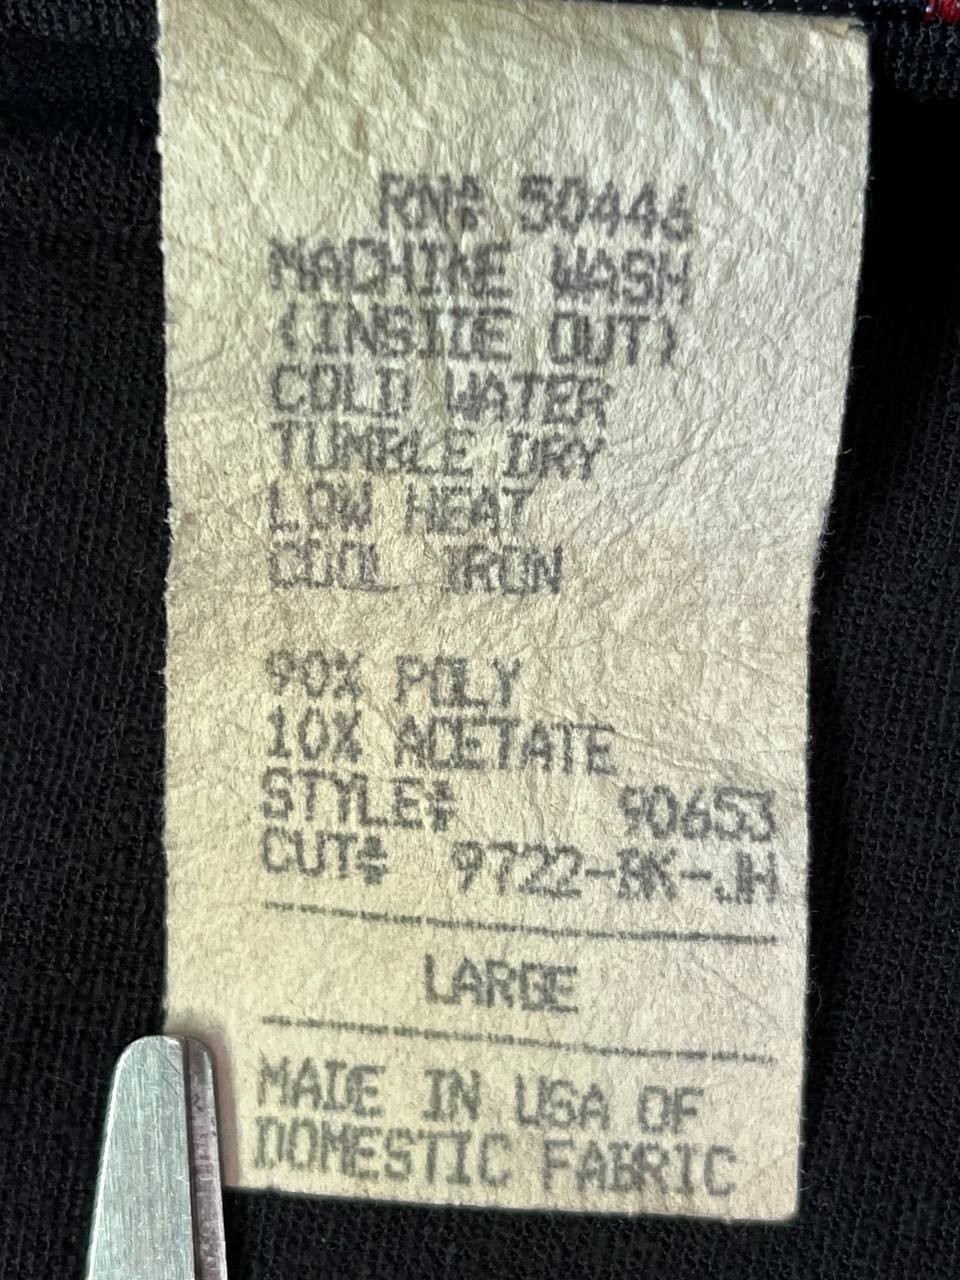 RN# 50446
MACHINE WASH
(INSIDE OUT)
COLD WATER
TUMBLE DRY
LOW HEAT
COOL IRON
90% POLY
10% ACETATE
STYLE# 90653
CUT# 9722-BK-JH
LARGE
MADE IN USA OF
DOMESTIC FABRIC